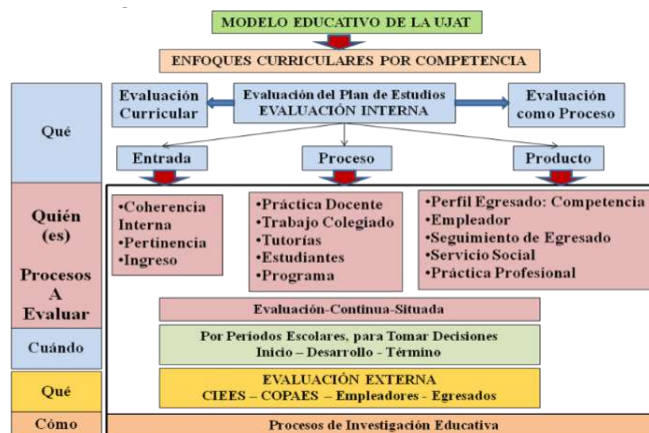 MODELO EDUCATIVO DE LA UJAT
ENFOQUES CURRICULARES POR COMPETENCIA
Qué
Evaluación
Curricular
Evaluación del Plan de Estudios
EVALUACIÓN INTERNA
Evaluación
como Proceso
Entrada
Proceso
Producto
Quién
(es)
Procesos
A
Evaluar
•Coherencia
Interna
•Pertinencia
•Ingreso
•Práctica Docente
•Trabajo Colegiado
•Tutorías
•Estudiantes
•Programa
•Perfil Egresado: Competencia
•Empleador
•Seguimiento de Egresado
•Servicio Social
•Práctica Profesional
Evaluación-Continua-Situada
Cuándo
Por Períodos Escolares, para Tomar Decisiones
Inicio – Desarrollo - Término
Qué
EVALUACIÓN EXTERNA
CIEES – COPAES – Empleadores - Egresados
Cómo
Procesos de Investigación Educativa